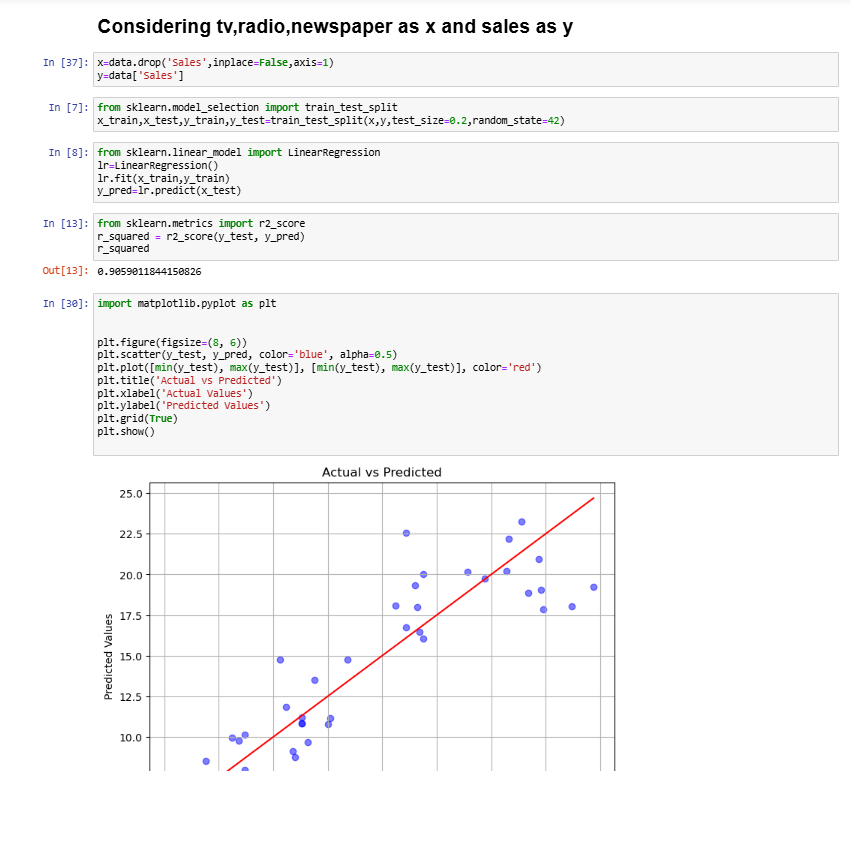 Considering tv,radio,newspaper as x and sales as y
In [37]: x=data.drop('Sales',inplace=False,axis=1)
y=data['Sales']
In [7]: from sklearn.model_selection import train_test_split
x_train,x_test,y_train,y_test=train_test_split(x,y,test_size=0.2,random_state=42)
In [8]: from sklearn.linear_model import LinearRegression
lr=LinearRegression()
lr.fit(x_train,y_train)
y_pred=lr.predict(x_test)
In [13]: from sklearn.metrics import r2_score
r_squared = r2_score(y_test, y_pred)
r_squared
Out[13]: 0.9059011844150826
In [30]: import matplotlib.pyplot as plt
plt.figure(figsize=(8, 6))
plt.scatter(y_test, y_pred, color='blue', alpha=0.5)
plt.plot([min(y_test), max(y_test)], [min(y_test), max(y_test)], color='red')
plt.title('Actual vs Predicted')
plt.xlabel('Actual Values')
plt.ylabel('Predicted Values')
plt.grid(True)
plt.show()
Actual vs Predicted
25.0
22.5
20.0
17.5
15.0
12.5
10.0
Predicted Values